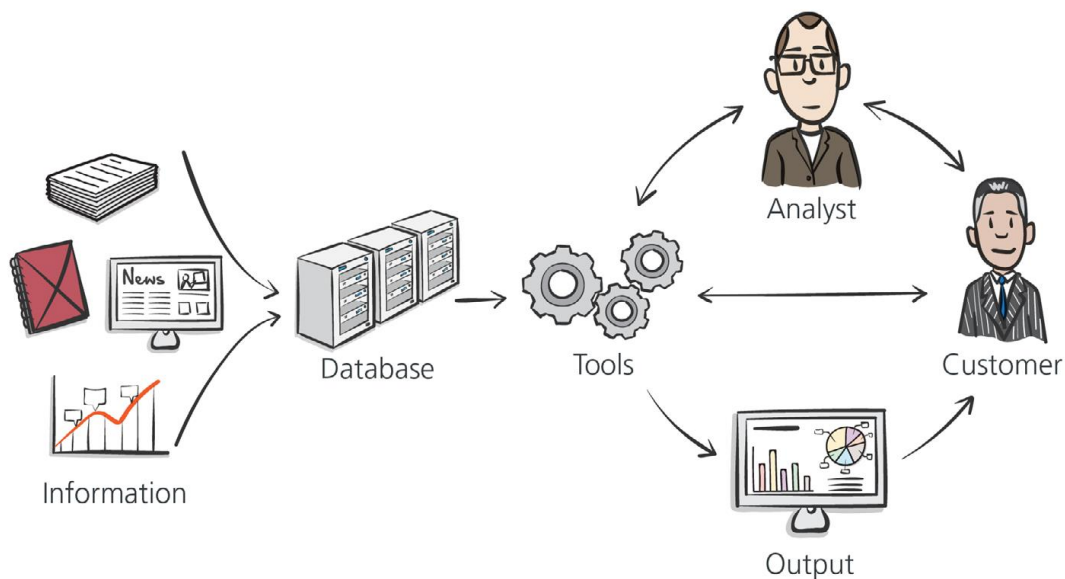 Analyst
News
Database
Tools
Customer
Information
Output